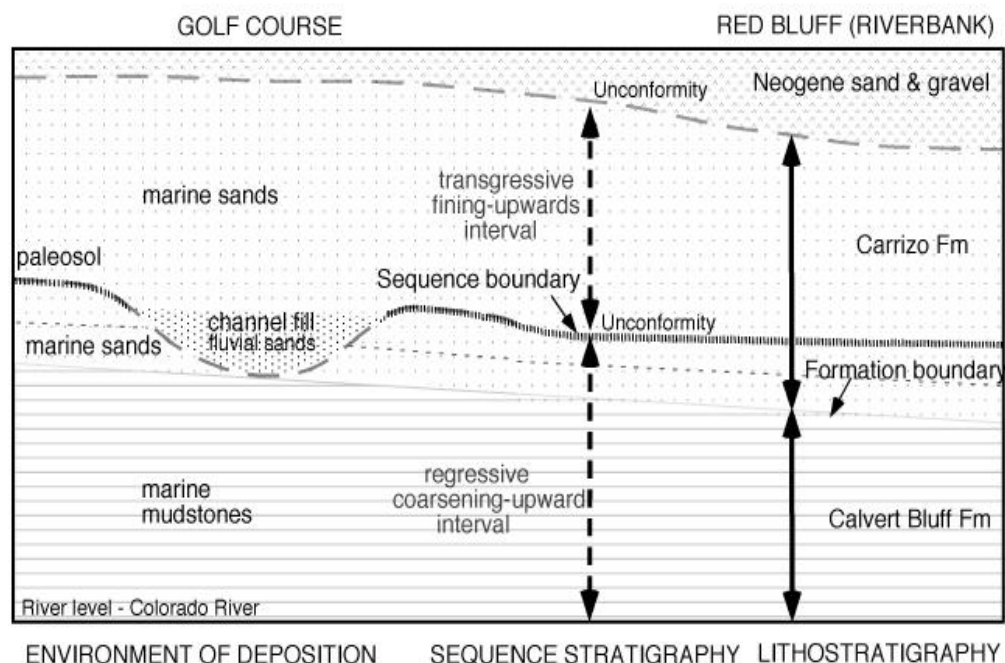 GOLF COURSE
RED BLUFF (RIVERBANK)
Neogene sand & gravel
Unconformity
marine sands
transgressive
fining-upwards
interval
Carrizo Fm
paleosol
Sequence boundary
channel fill
fluvial sands
Unconformity
marine sands
Formation boundary
regressive
coarsening-upward
interval
marine
mudstones
Calvert Bluff Fm
River level - Colorado River
ENVIRONMENT OF DEPOSITION
SEQUENCE STRATIGRAPHY
LITHOSTRATIGRAPHY